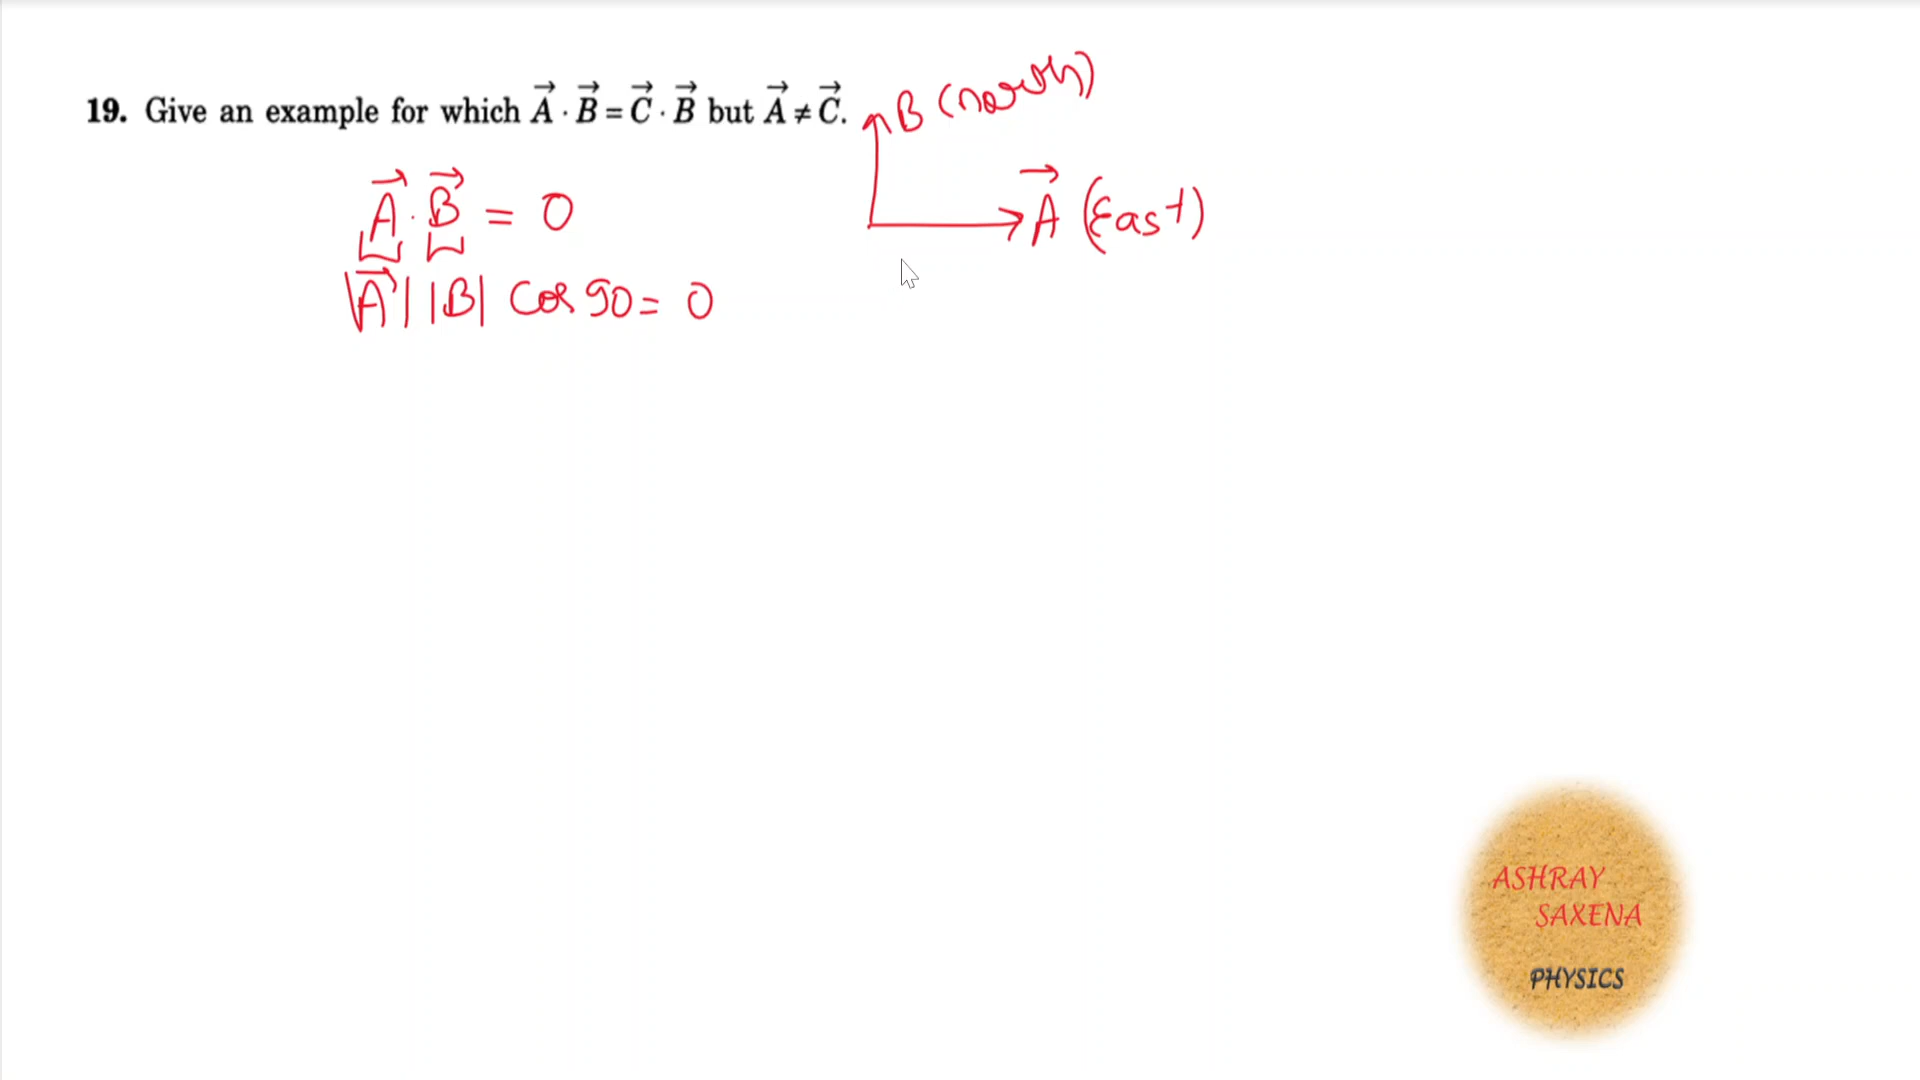 19. Give an example for which A⃗ · B⃗ = C⃗ · B⃗ but A⃗ ≠ C⃗.
B (north)
A⃗ · B⃗ = 0
A⃗ (East)
|A⃗| |B| cos 90 = 0
ASHRAY
SAXENA
PHYSICS